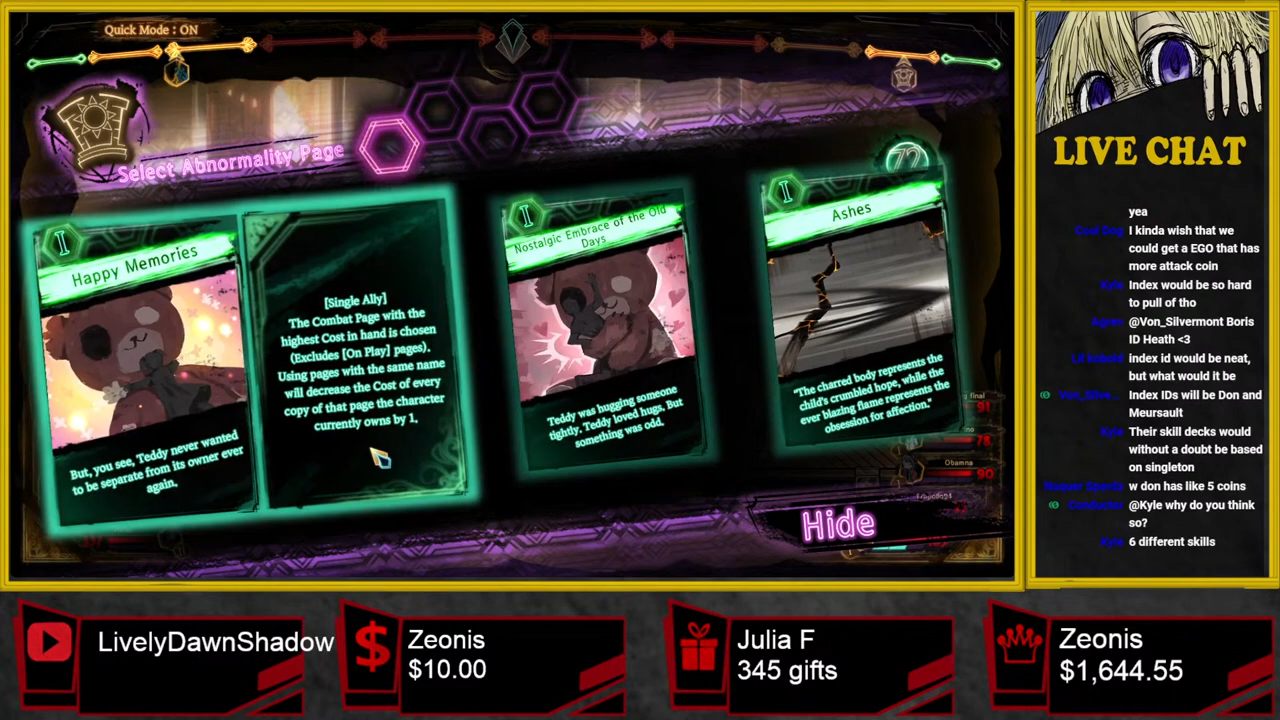 Quick Mode : ON
Select Abnormality Page
72
I
Happy Memories
But, you see, Teddy never wanted
to be separate from its owner ever
again.
[Single Ally]
The Combat Page with the
highest Cost in hand is chosen
(Excludes [On Play] pages).
Using pages with the same name
will decrease the Cost of every
copy of that page the character
currently owns by 1.
I
Nostalgic Embrace of the Old
Days
Teddy was hugging someone
tightly. Teddy loved hugs. But
something was odd.
I
Ashes
"The charred body represents the
child's crumbled hope, while the
ever blazing flame represents the
obsession for affection."
final
91
78
Obamna
90
Hide
LIVE CHAT
yea
Cool Dog I kinda wish that we
could get a EGO that has
more attack coin
Kyle Index would be so hard
to pull of tho
@Von_Silvermont Boris
ID Heath <3
Index id would be neat,
but what would it be
Von_Silve... Index IDs will be Don and
Meursault
Kyle Their skill decks would
without a doubt be based
on singleton
w don has like 5 coins
@Kyle why do you think
so?
Kyle 6 different skills
LivelyDawnShadow
Zeonis
$10.00
Julia F
345 gifts
Zeonis
$1,644.55